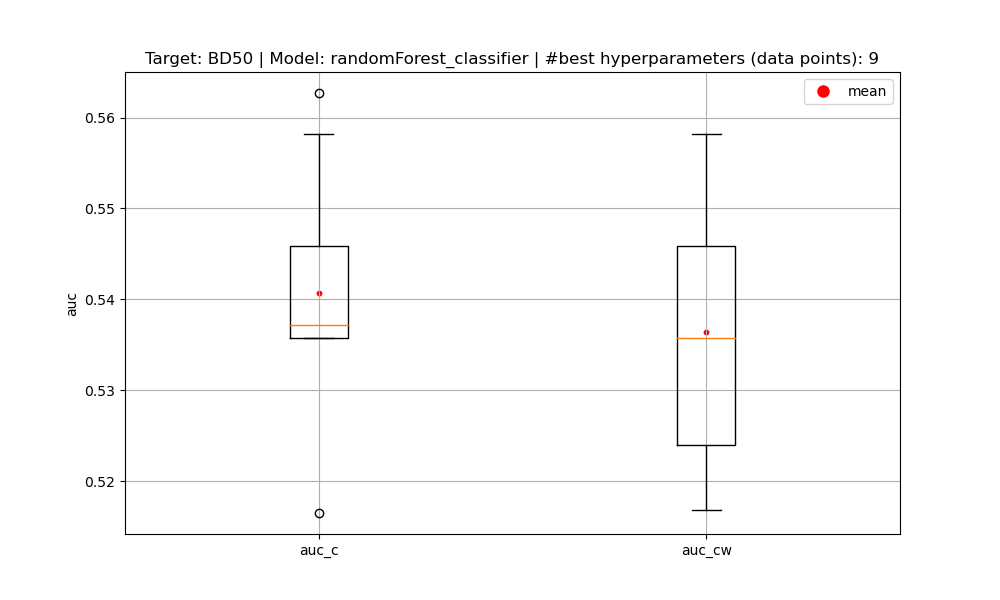 Target: BD50 | Model: randomForest_classifier | #best hyperparameters (data points): 9
mean
0.56
0.55
0.54
0.53
0.52
auc
auc_c
auc_cw